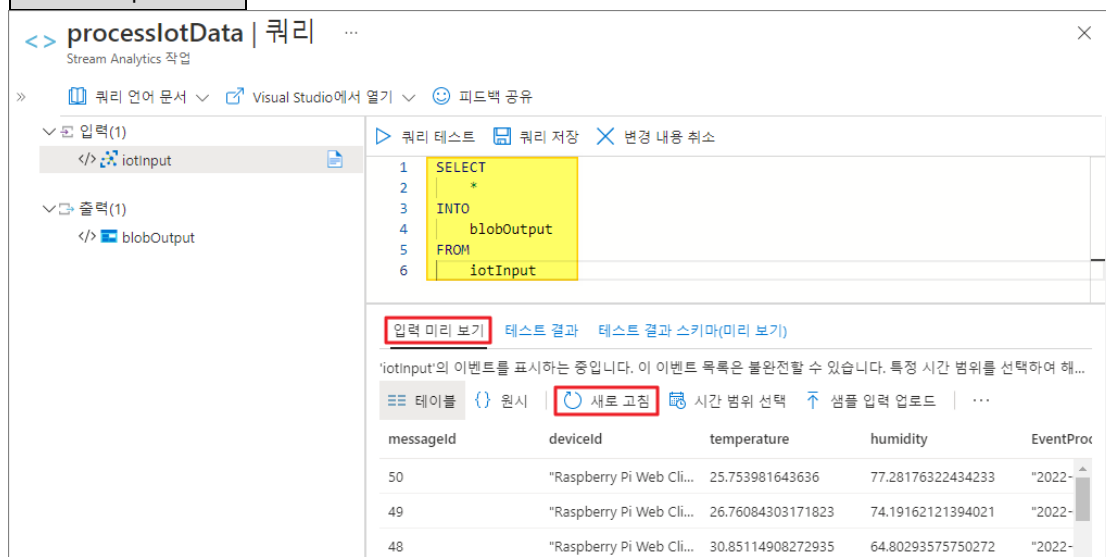 processIotData | 쿼리 ...
Stream Analytics 작업
쿼리 언어 문서 Visual Studio에서 열기 피드백 공유
입력(1)
iotInput
출력(1)
blobOutput
쿼리 테스트 쿼리 저장 변경 내용 취소
1 SELECT
2 *
3 INTO
4 blobOutput
5 FROM
6 iotInput
입력 미리 보기 테스트 결과 테스트 결과 스키마(미리 보기)
'iotInput'의 이벤트를 표시하는 중입니다. 이 이벤트 목록은 불완전할 수 있습니다. 특정 시간 범위를 선택하여 해...
테이블 {} 원시 새로 고침 시간 범위 선택 샘플 입력 업로드 ...
messageId deviceId temperature humidity EventProc
50 "Raspberry Pi Web Cli... 25.753981643636 77.28176322434233 "2022-
49 "Raspberry Pi Web Cli... 26.76084303171823 74.19162121394021 "2022-
48 "Raspberry Pi Web Cli... 30.85114908272935 64.80293575750272 "2022-